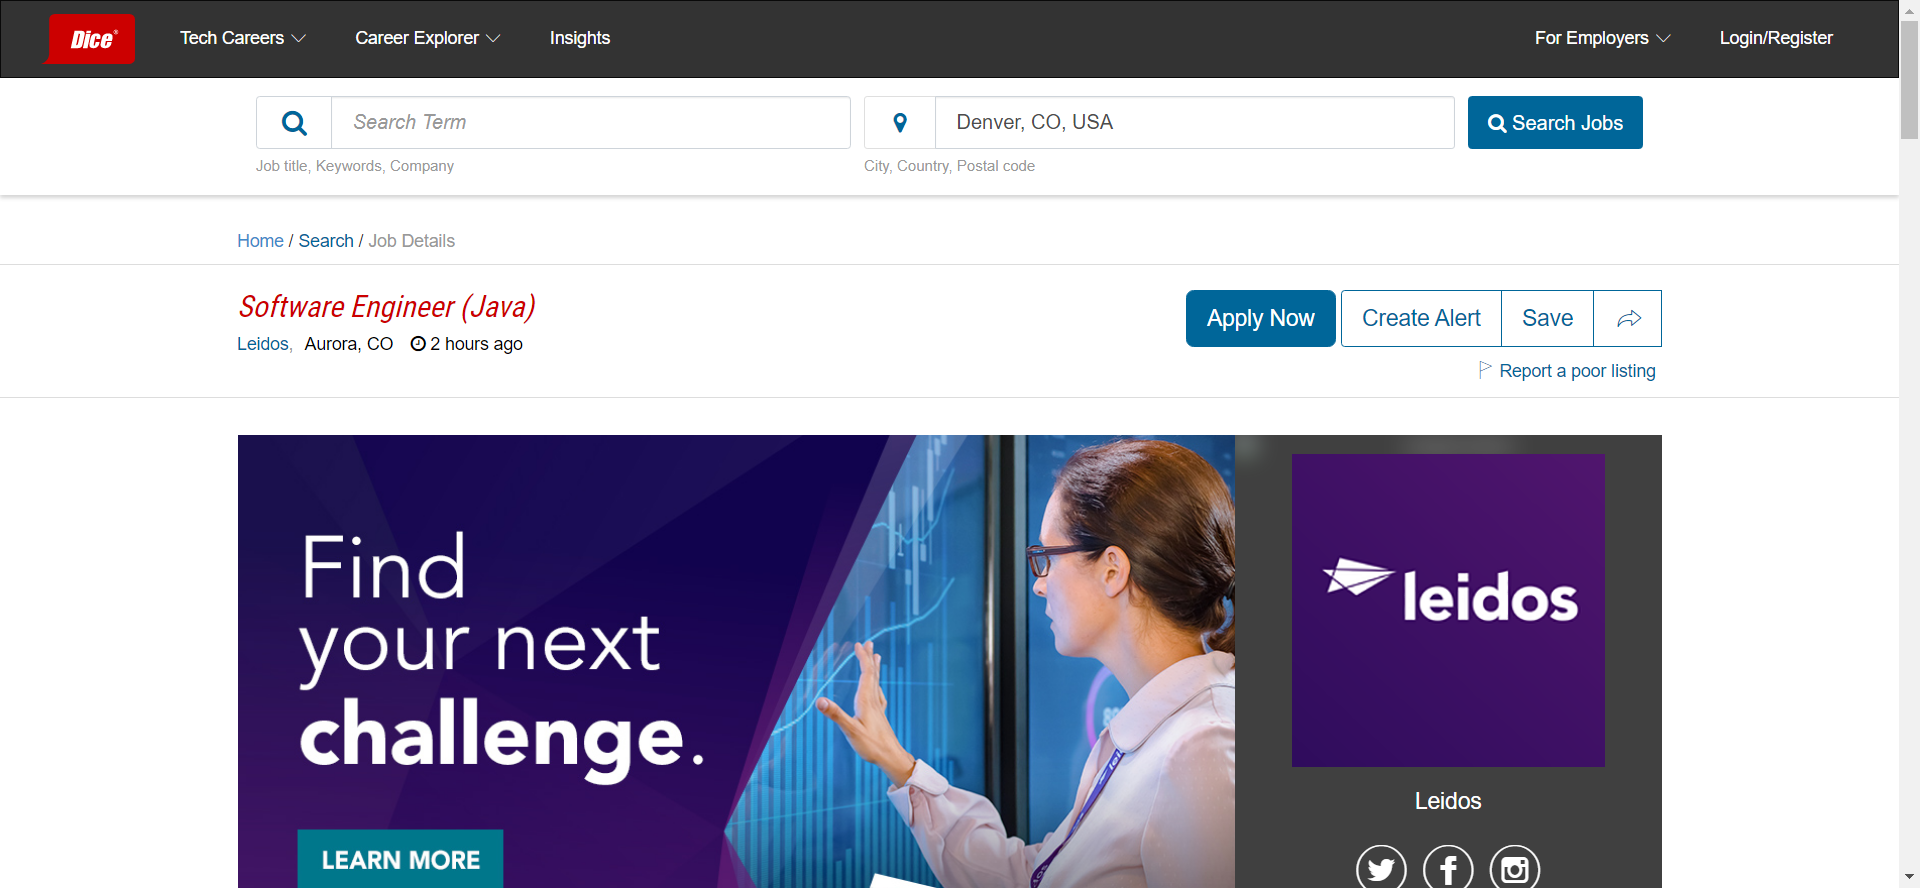 Dice®
Tech Careers
Career Explorer
Insights
For Employers
Login/Register
Search Term
Denver, CO, USA
Search Jobs
Job title, Keywords, Company
City, Country, Postal code
Home / Search / Job Details
Software Engineer (Java)
Leidos, Aurora, CO 2 hours ago
Apply Now
Create Alert
Save
Report a poor listing
Find
your next
challenge.
LEARN MORE
leidos
Leidos
leidos